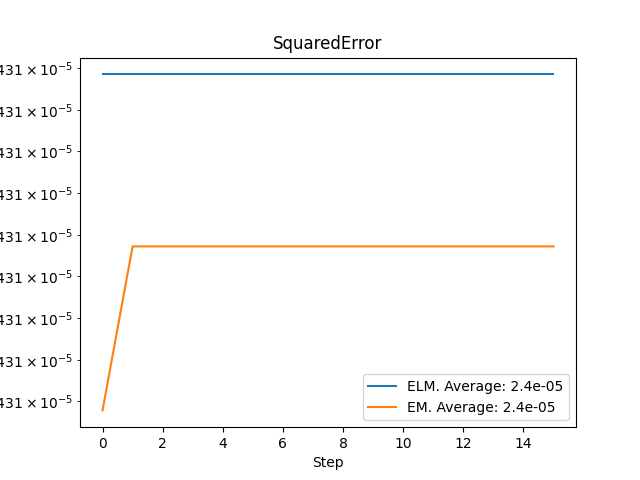 SquaredError
431 × 10⁻⁵
431 × 10⁻⁵
431 × 10⁻⁵
431 × 10⁻⁵
431 × 10⁻⁵
431 × 10⁻⁵
431 × 10⁻⁵
431 × 10⁻⁵
431 × 10⁻⁵
ELM. Average: 2.4e-05
EM. Average: 2.4e-05
0 2 4 6 8 10 12 14
Step